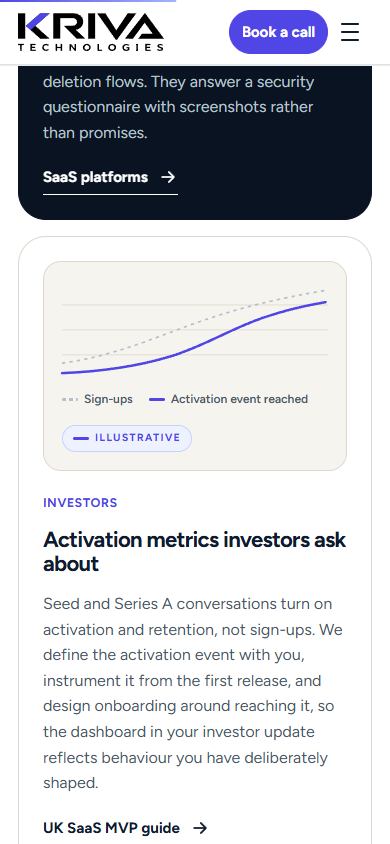 KRIVA
TECHNOLOGIES
Book a call
deletion flows. They answer a security
questionnaire with screenshots rather
than promises.
SaaS platforms
Sign-ups
Activation event reached
ILLUSTRATIVE
INVESTORS
Activation metrics investors ask
about
Seed and Series A conversations turn on
activation and retention, not sign-ups. We
define the activation event with you,
instrument it from the first release, and
design onboarding around reaching it, so
the dashboard in your investor update
reflects behaviour you have deliberately
shaped.
UK SaaS MVP guide